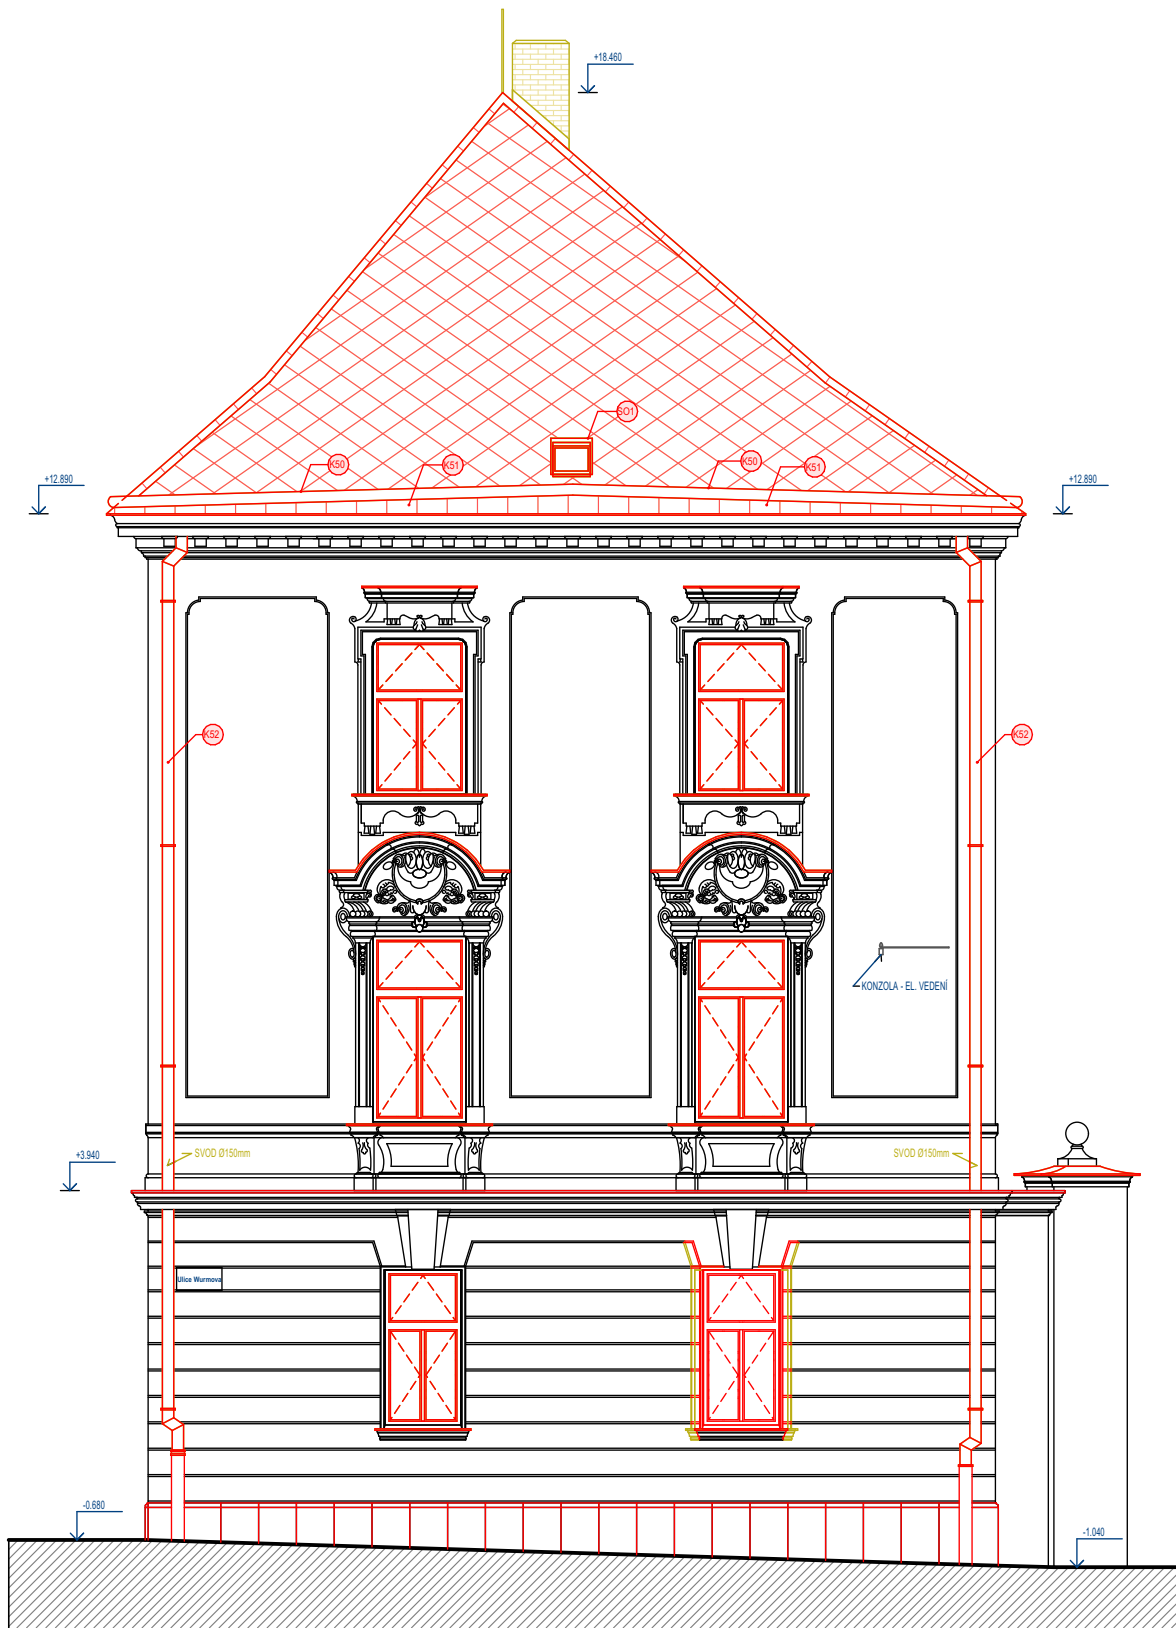 +18.460
SO1
K50
K51
K50
K51
+12.890
+12.890
K52
K52
KONZOLA - EL. VEDENÍ
SVOD Ø150mm
SVOD Ø150mm
+3.940
Ulice Wurmova
-0.680
-1.040